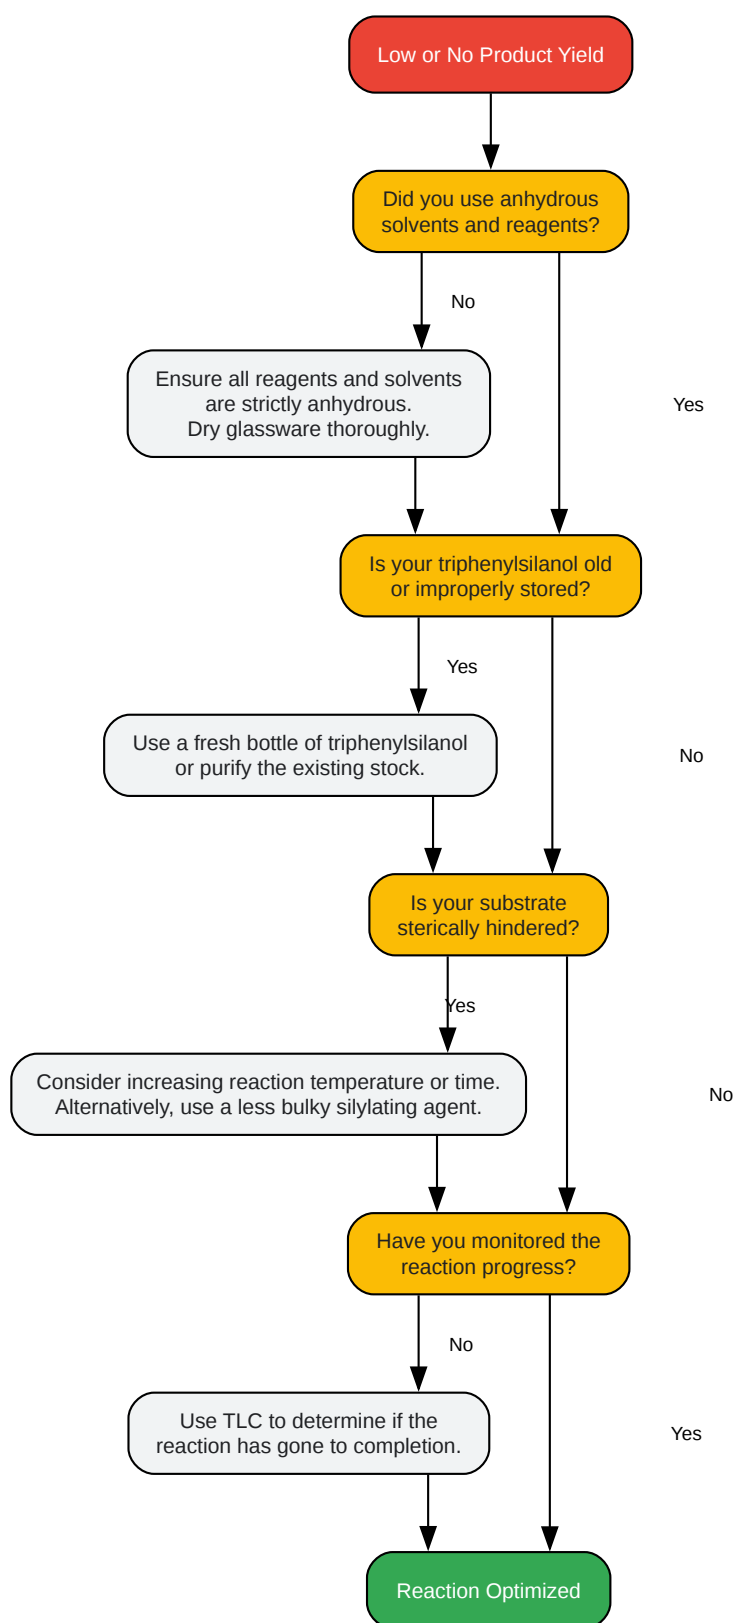 Low or No Product Yield
Did you use anhydrous
solvents and reagents?
No
Ensure all reagents and solvents
are strictly anhydrous.
Dry glassware thoroughly.
Yes
Is your triphenylsilanol old
or improperly stored?
Yes
Use a fresh bottle of triphenylsilanol
or purify the existing stock.
No
Is your substrate
sterically hindered?
Yes
Consider increasing reaction temperature or time.
Alternatively, use a less bulky silylating agent.
No
Have you monitored the
reaction progress?
No
Use TLC to determine if the
reaction has gone to completion.
Yes
Reaction Optimized